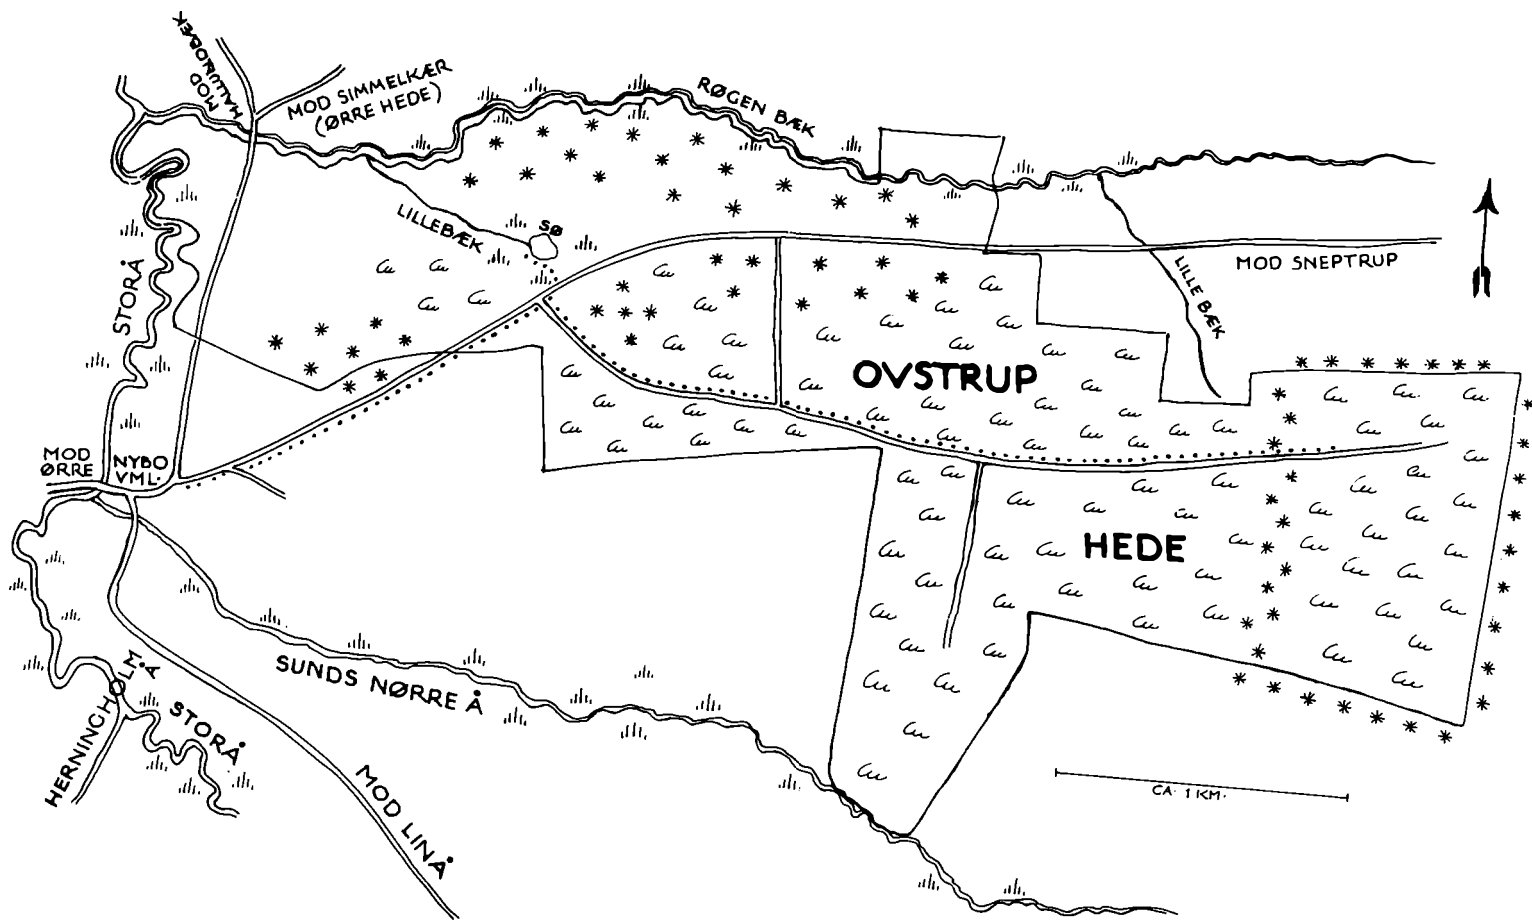 MOD
HALLUNDBÆK
MOD SIMMELKÆR
(ØRRE HEDE)
RØGEN BÆK
LILLEBÆK
SØ
STORÅ
MOD SNEPTRUP
LILLE BÆK
OVSTRUP
MOD
ØRRE
NYBO
VML.
HEDE
SUNDS NØRRE Å
HERNINGHOLM.Å
STORÅ
MOD LINÅ
CA. 1 KM.